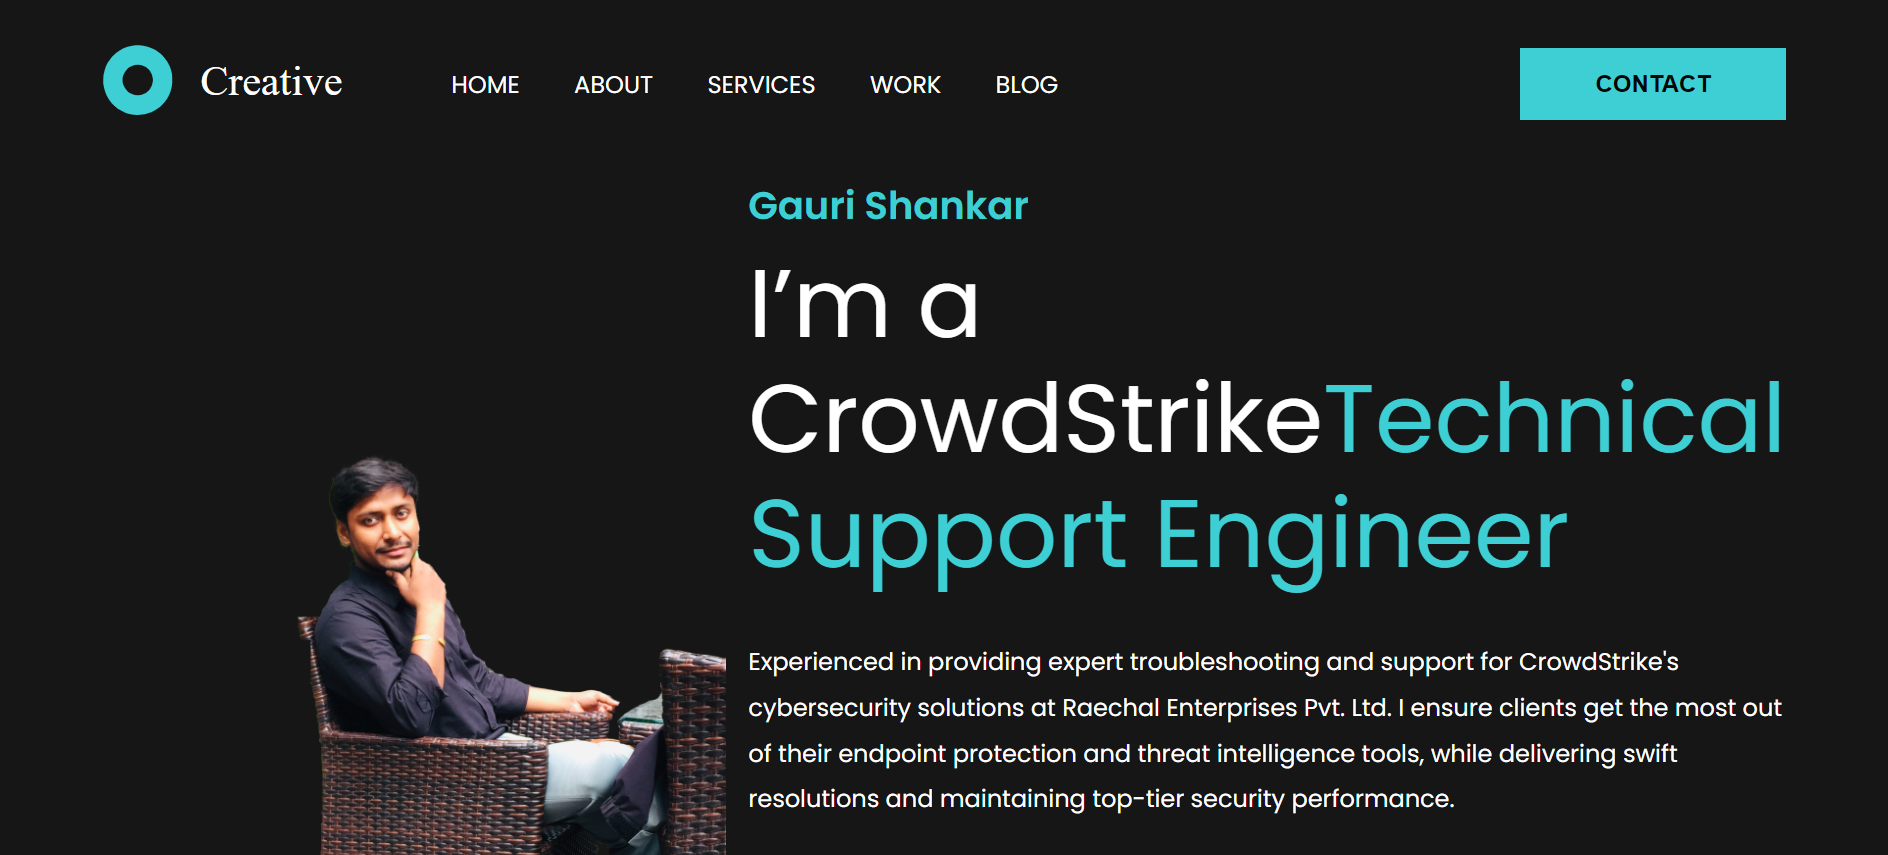 Creative
HOME ABOUT SERVICES WORK BLOG
CONTACT
Gauri Shankar
I’m a
CrowdStrikeTechnical
Support Engineer
Experienced in providing expert troubleshooting and support for CrowdStrike's
cybersecurity solutions at Raechal Enterprises Pvt. Ltd. I ensure clients get the most out
of their endpoint protection and threat intelligence tools, while delivering swift
resolutions and maintaining top-tier security performance.